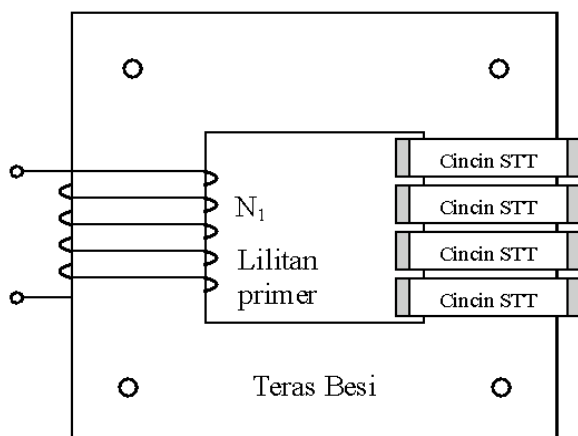 Cincin STT
Cincin STT
Cincin STT
Cincin STT
N₁
Lilitan
primer
Teras Besi